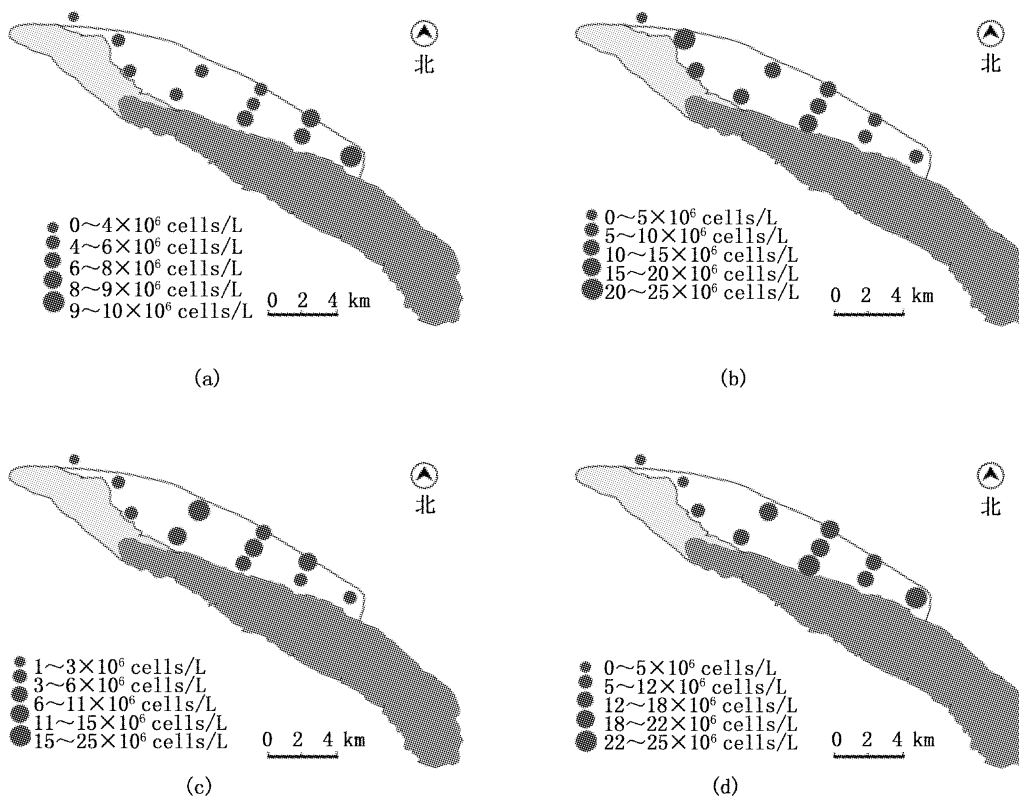 北
0～4×10⁶ cells/L
4～6×10⁶ cells/L
6～8×10⁶ cells/L
8～9×10⁶ cells/L
9～10×10⁶ cells/L
0 2 4 km
(a)
北
0～5×10⁶ cells/L
5～10×10⁶ cells/L
10～15×10⁶ cells/L
15～20×10⁶ cells/L
20～25×10⁶ cells/L
0 2 4 km
(b)
北
1～3×10⁶ cells/L
3～6×10⁶ cells/L
6～11×10⁶ cells/L
11～15×10⁶ cells/L
15～25×10⁶ cells/L
0 2 4 km
(c)
北
0～5×10⁶ cells/L
5～12×10⁶ cells/L
12～18×10⁶ cells/L
18～22×10⁶ cells/L
22～25×10⁶ cells/L
0 2 4 km
(d)